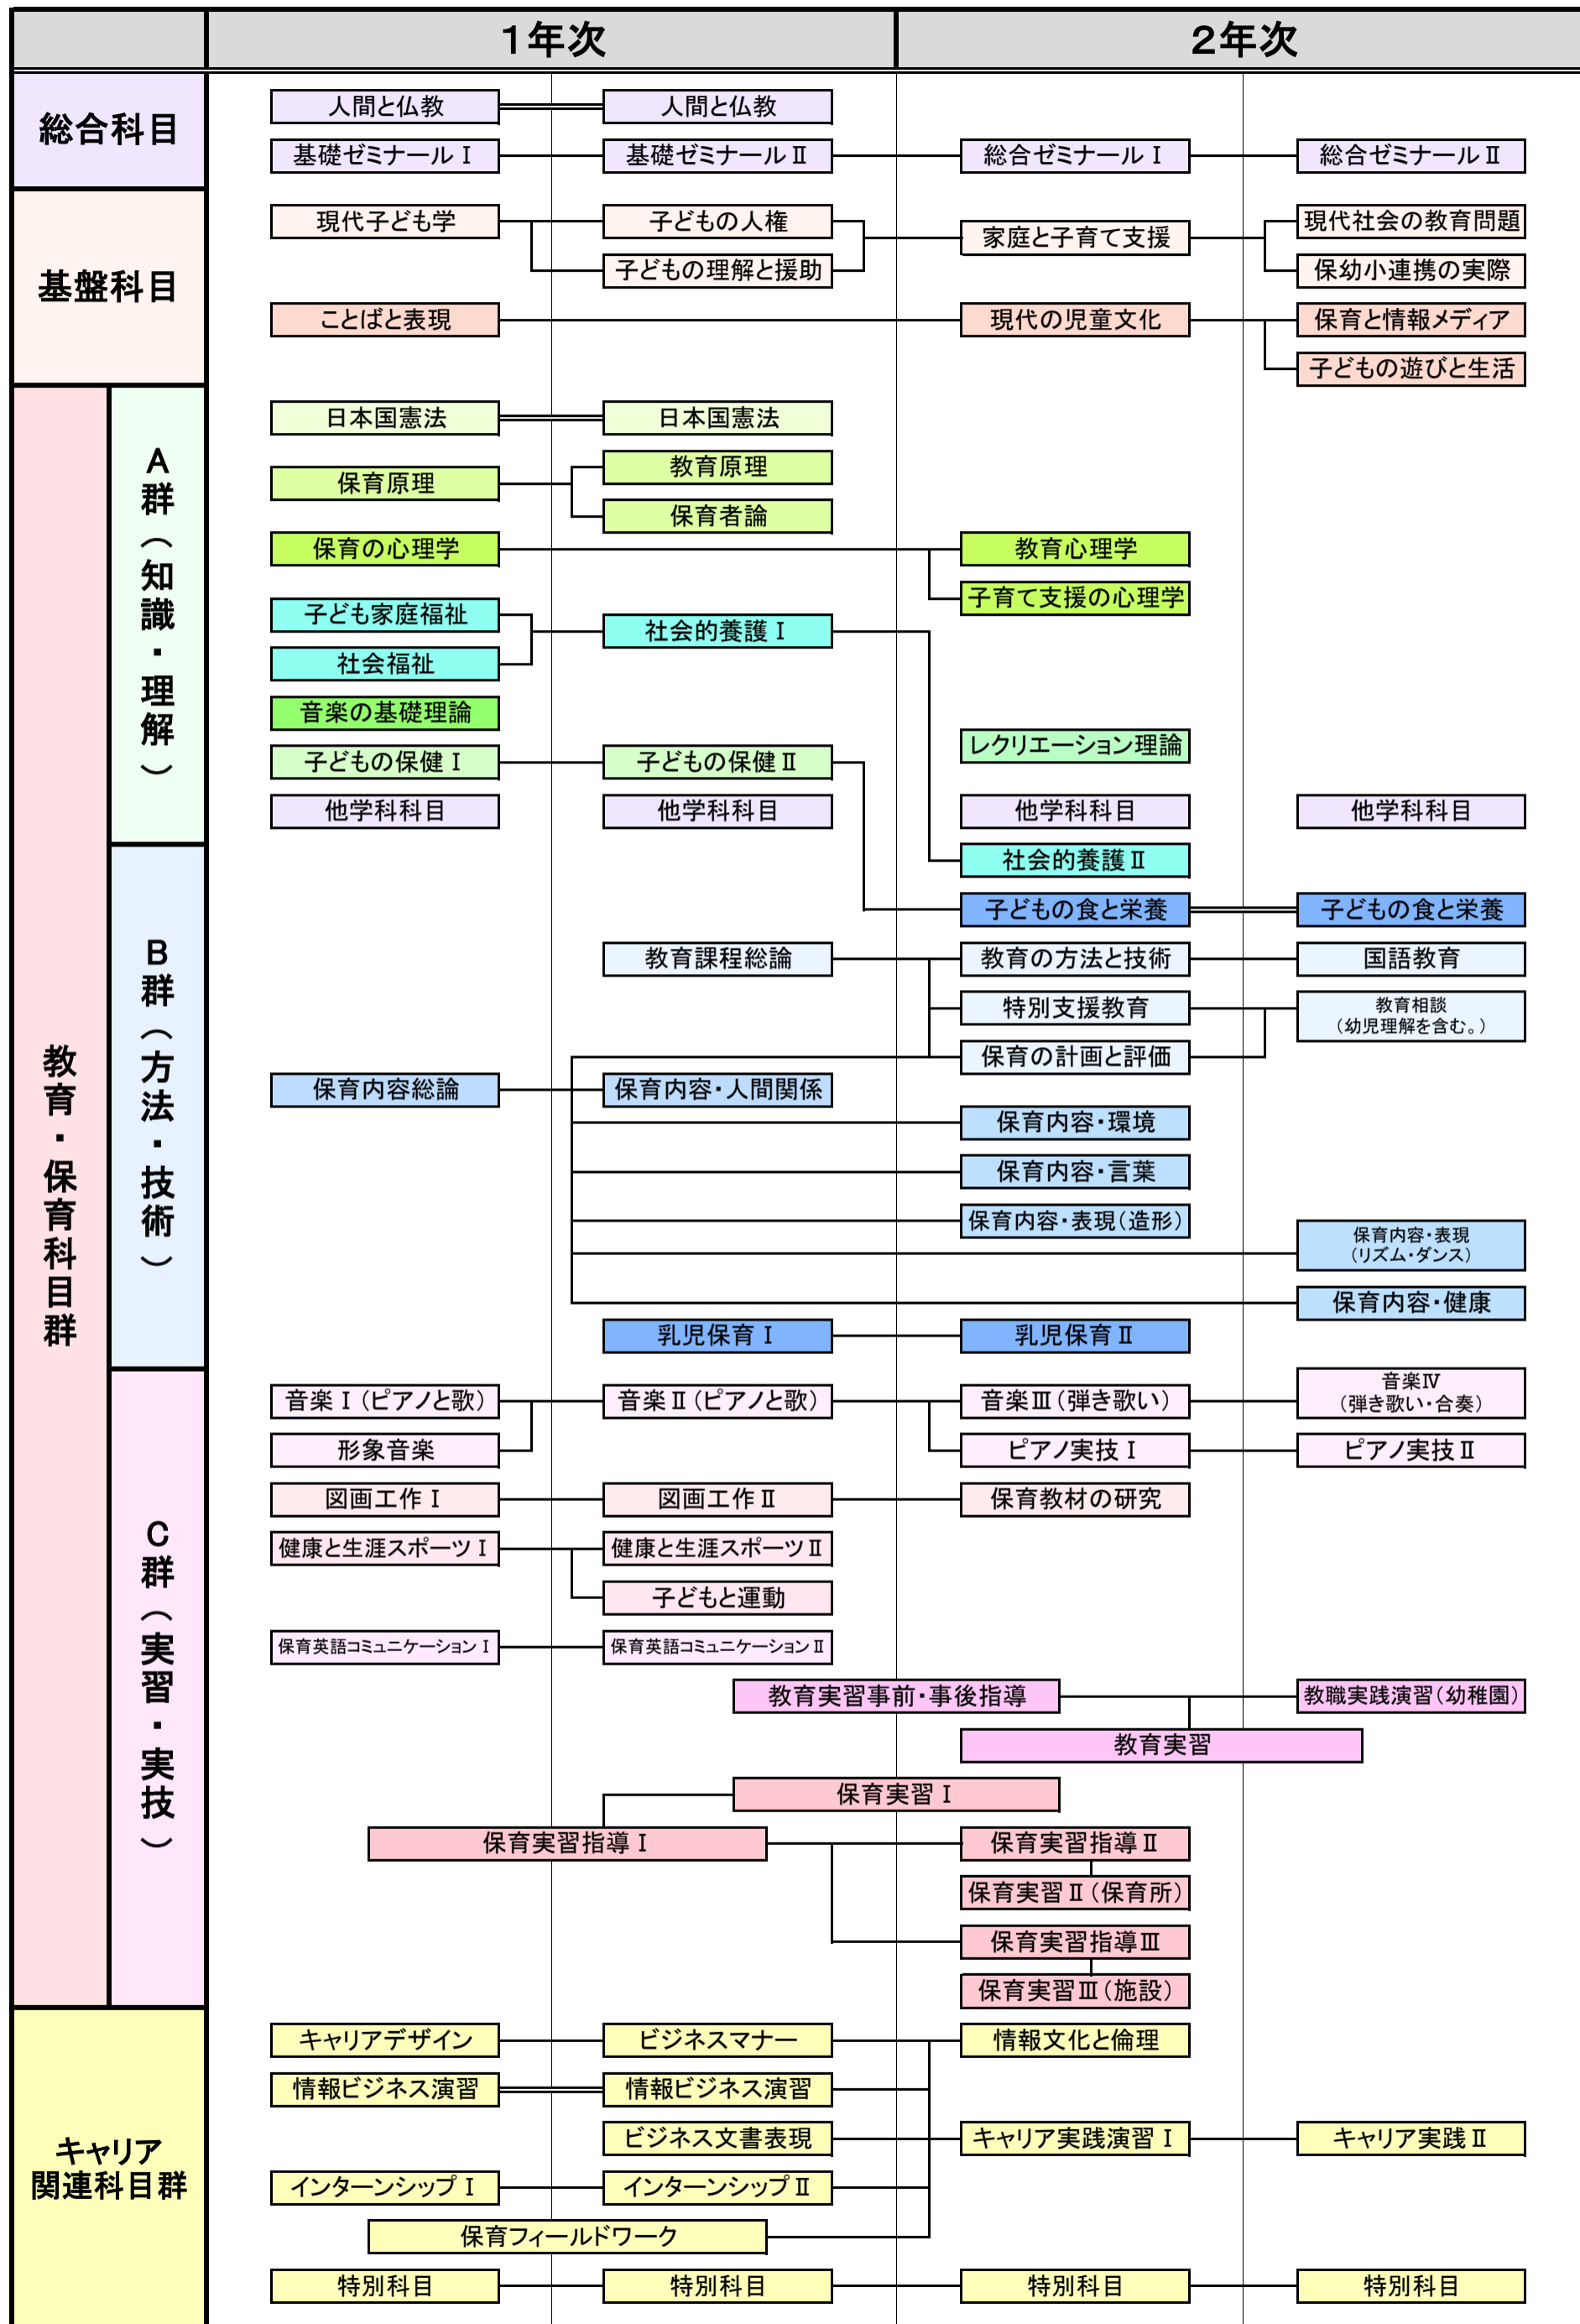 1年次
2年次
総合科目
人間と仏教
人間と仏教
基礎ゼミナールⅠ
基礎ゼミナールⅡ
総合ゼミナールⅠ
総合ゼミナールⅡ
基盤科目
現代子ども学
子どもの人権
家庭と子育て支援
現代社会の教育問題
子どもの理解と援助
保幼小連携の実際
ことばと表現
現代の児童文化
保育と情報メディア
子どもの遊びと生活
教育・保育科目群
A群(知識・理解)
日本国憲法
日本国憲法
保育原理
教育原理
保育者論
保育の心理学
教育心理学
子育て支援の心理学
子ども家庭福祉
社会的養護Ⅰ
社会福祉
音楽の基礎理論
レクリエーション理論
子どもの保健Ⅰ
子どもの保健Ⅱ
他学科科目
他学科科目
他学科科目
他学科科目
B群(方法・技術)
社会的養護Ⅱ
子どもの食と栄養
子どもの食と栄養
教育課程総論
教育の方法と技術
国語教育
特別支援教育
教育相談
(幼児理解を含む。)
保育の計画と評価
保育内容総論
保育内容・人間関係
保育内容・環境
保育内容・言葉
保育内容・表現(造形)
保育内容・表現
(リズム・ダンス)
保育内容・健康
乳児保育Ⅰ
乳児保育Ⅱ
C群(実習・実技)
音楽Ⅰ(ピアノと歌)
音楽Ⅱ(ピアノと歌)
音楽Ⅲ(弾き歌い)
音楽Ⅳ
(弾き歌い・合奏)
形象音楽
ピアノ実技Ⅰ
ピアノ実技Ⅱ
図画工作Ⅰ
図画工作Ⅱ
保育教材の研究
健康と生涯スポーツⅠ
健康と生涯スポーツⅡ
子どもと運動
保育英語コミュニケーションⅠ
保育英語コミュニケーションⅡ
教育実習事前・事後指導
教職実践演習(幼稚園)
教育実習
保育実習Ⅰ
保育実習指導Ⅰ
保育実習指導Ⅱ
保育実習Ⅱ(保育所)
保育実習指導Ⅲ
保育実習Ⅲ(施設)
キャリア
関連科目群
キャリアデザイン
ビジネスマナー
情報文化と倫理
情報ビジネス演習
情報ビジネス演習
ビジネス文書表現
キャリア実践演習Ⅰ
キャリア実践Ⅱ
インターンシップⅠ
インターンシップⅡ
保育フィールドワーク
特別科目
特別科目
特別科目
特別科目